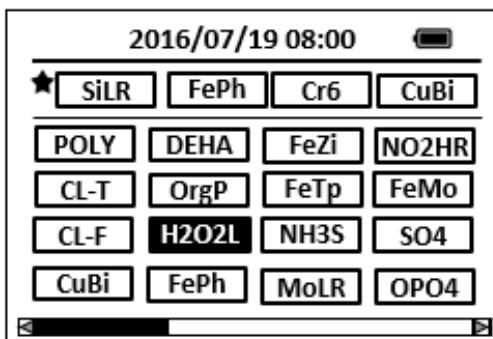 2016/07/19 08:00
SiLR FePh Cr6 CuBi
POLY DEHA FeZi NO2HR
CL-T OrgP FeTp FeMo
CL-F H2O2L NH3S SO4
CuBi FePh MoLR OPO4